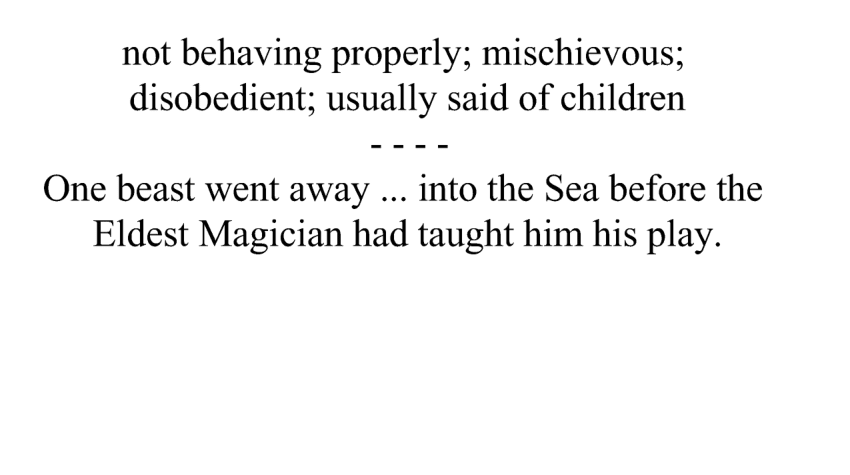 not behaving properly; mischievous;
disobedient; usually said of children
- - - -
One beast went away ... into the Sea before the
Eldest Magician had taught him his play.